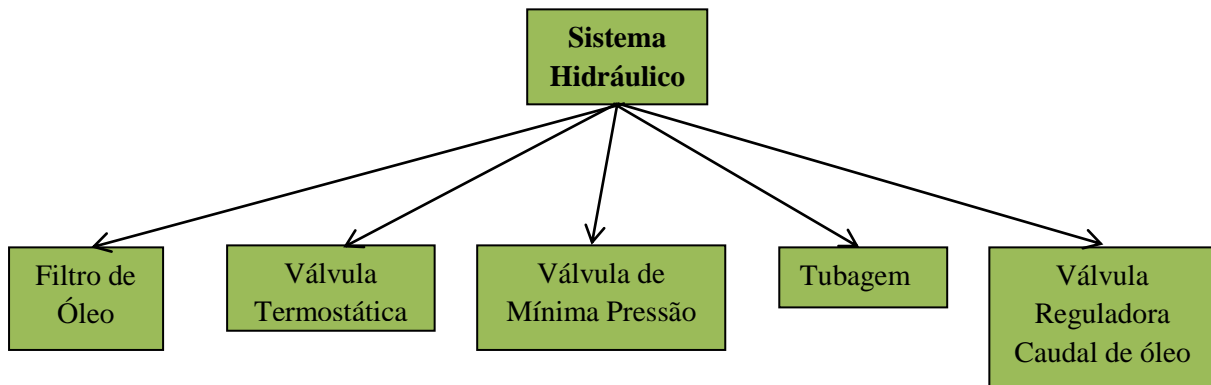 Sistema
Hidráulico
Filtro de
Óleo
Válvula
Termostática
Válvula de
Mínima Pressão
Tubagem
Válvula
Reguladora
Caudal de óleo